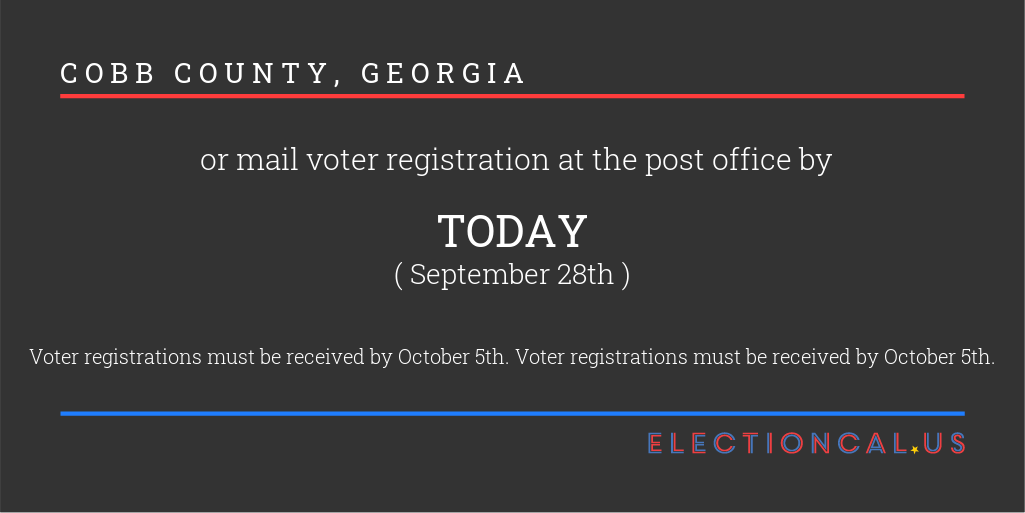 COBB COUNTY, GEORGIA
or mail voter registration at the post office by
TODAY
( September 28th )
Voter registrations must be received by October 5th. Voter registrations must be received by October 5th.
ELECTIONCAL.US